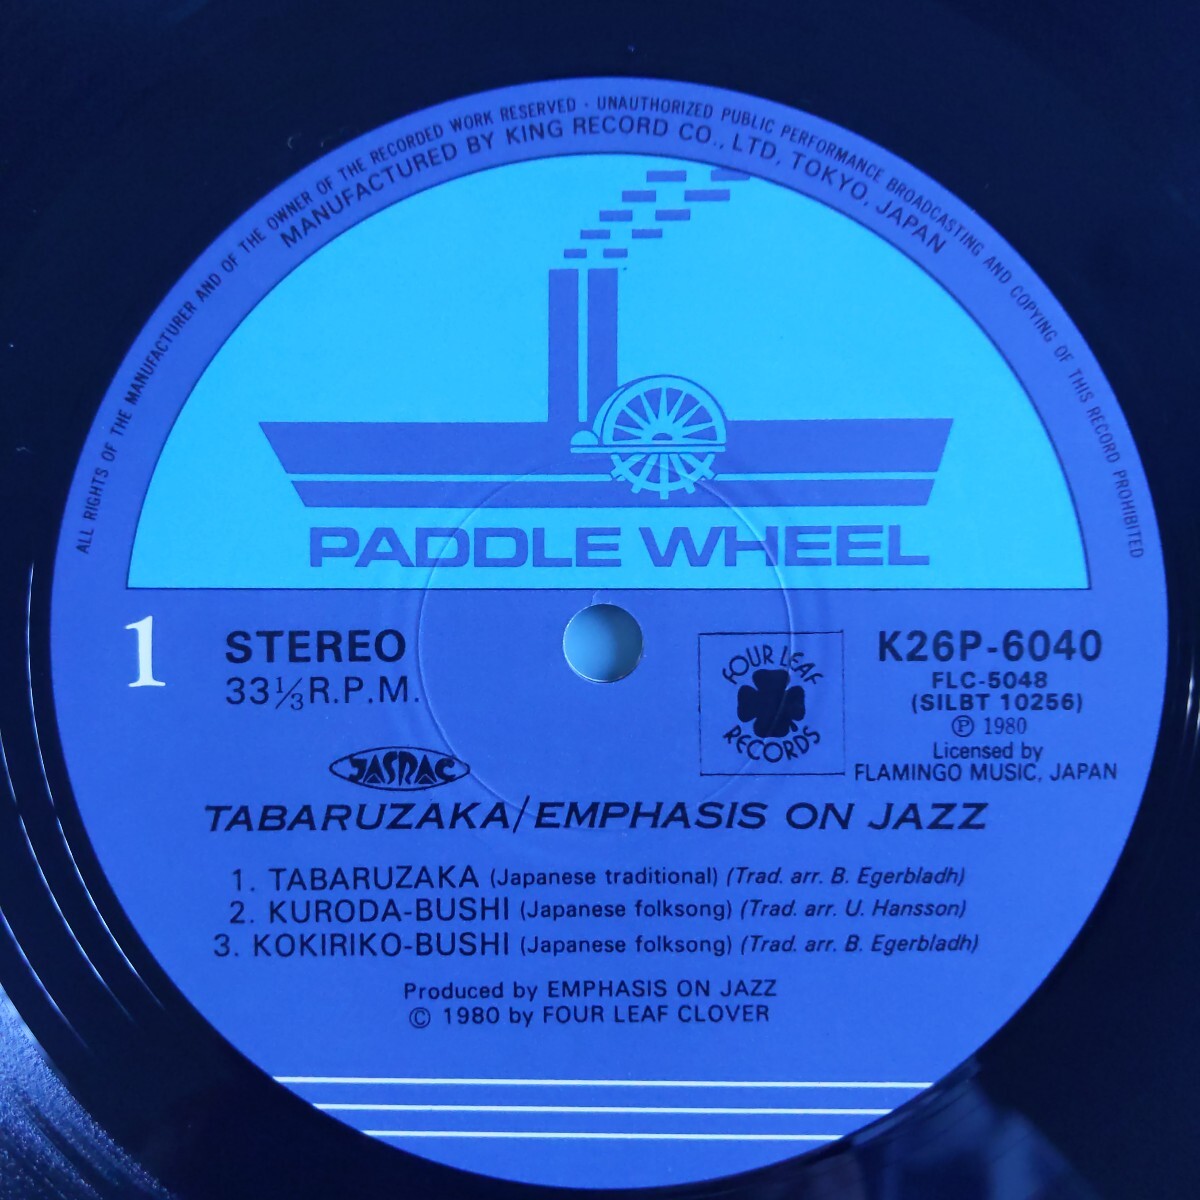 ALL RIGHTS OF THE MANUFACTURER AND OF THE OWNER OF THE RECORDED WORK RESERVED · UNAUTHORIZED PUBLIC PERFORMANCE BROADCASTING AND COPYING OF THIS RECORD PROHIBITED
MANUFACTURED BY KING RECORD CO., LTD, TOKYO, JAPAN
PADDLE WHEEL
1
STEREO
33 1/3 R.P.M.
JASRAC
FOUR LEAF
RECORDS
K26P-6040
FLC-5048
(SILBT 10256)
Ⓟ 1980
Licensed by
FLAMINGO MUSIC, JAPAN
TABARUZAKA/EMPHASIS ON JAZZ
1. TABARUZAKA (Japanese traditional) (Trad. arr. B. Egerbladh)
2. KURODA-BUSHI (Japanese folksong) (Trad. arr. U. Hansson)
3. KOKIRIKO-BUSHI (Japanese folksong) (Trad. arr. B. Egerbladh)
Produced by EMPHASIS ON JAZZ
© 1980 by FOUR LEAF CLOVER